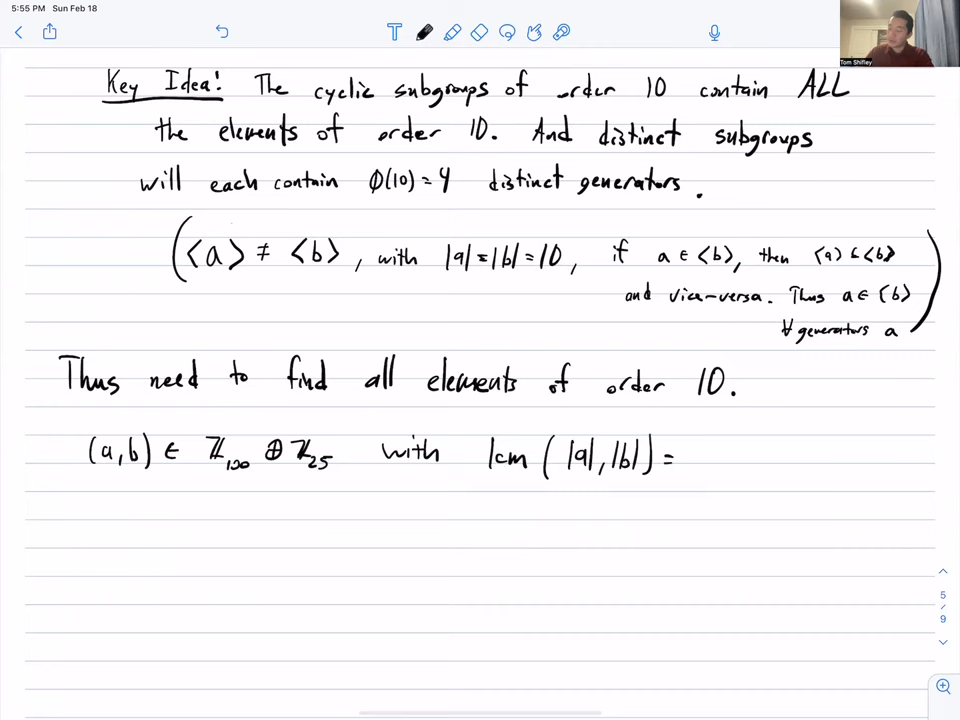 5:55 PM Sun Feb 18
Tom Shifley
Key Idea! The cyclic subgroups of order 10 contain ALL
the elements of order 10. And distinct subgroups
will each contain ϕ(10) = 4 distinct generators.
(<a> ≠ <b>, with |a| = |b| = 10, if a ∈ <b>, then <a> ≤ <b>
and vice-versa. Thus a ∈ <b>
∀ generators a)
Thus need to find all elements of order 10.
(a,b) ∈ ℤ₁₀₀ ⊕ ℤ₂₅ with lcm(|a|,|b|) =
5
/
9